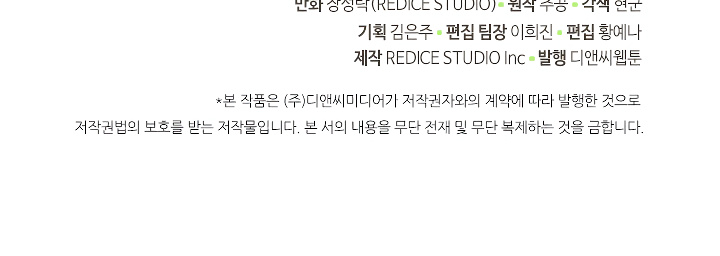 만화 장성락(REDICE STUDIO) • 원작 추공 • 각색 현군
기획 김은주 • 편집 팀장 이희진 • 편집 황예나
제작 REDICE STUDIO Inc • 발행 디앤씨웹툰
*본 작품은 (주)디앤씨미디어가 저작권자와의 계약에 따라 발행한 것으로
저작권법의 보호를 받는 저작물입니다. 본 서의 내용을 무단 전재 및 무단 복제하는 것을 금합니다.